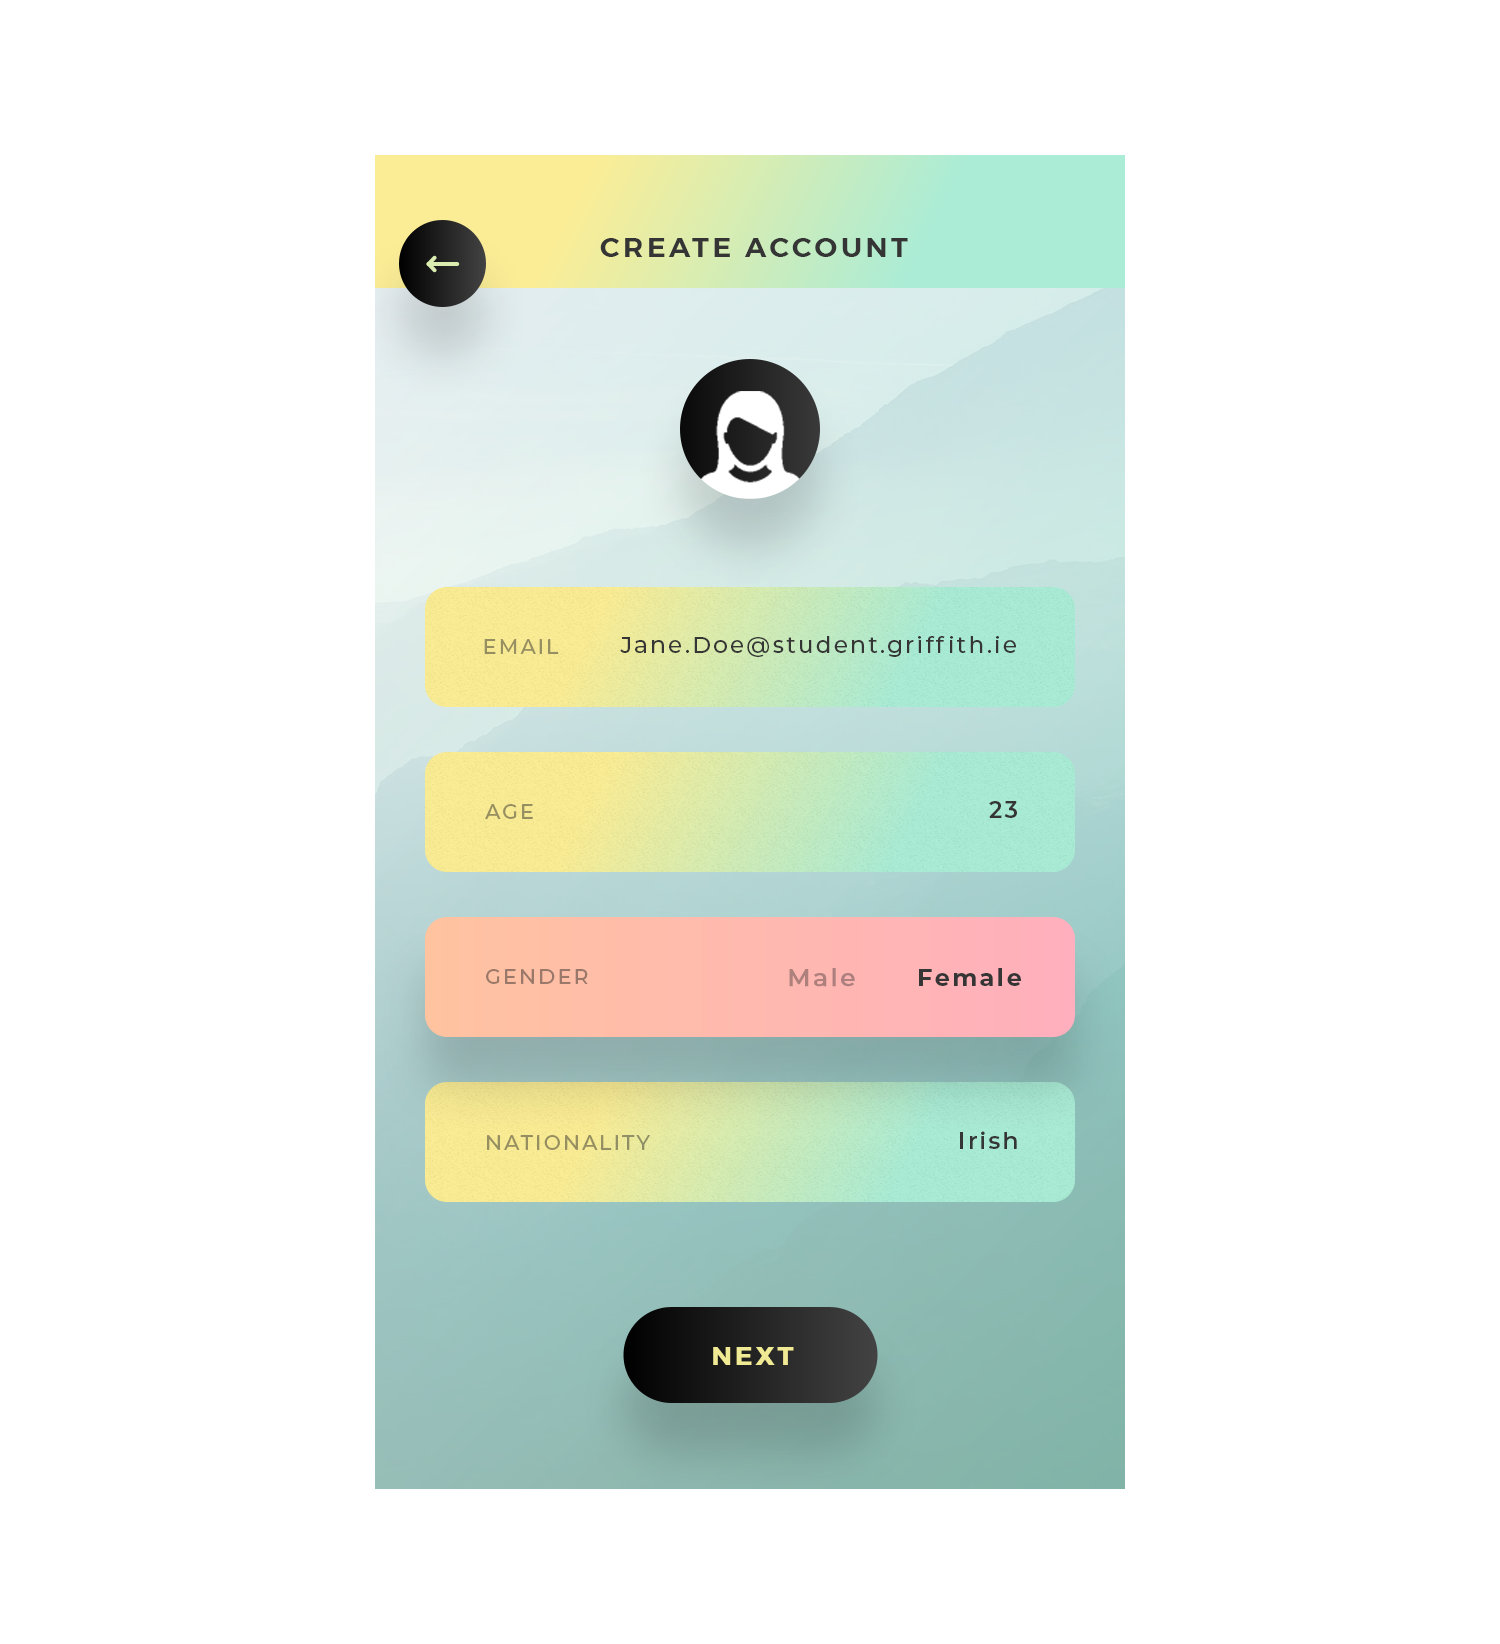 CREATE ACCOUNT
EMAIL Jane.Doe@student.griffith.ie
AGE 23
GENDER Male Female
NATIONALITY Irish
NEXT